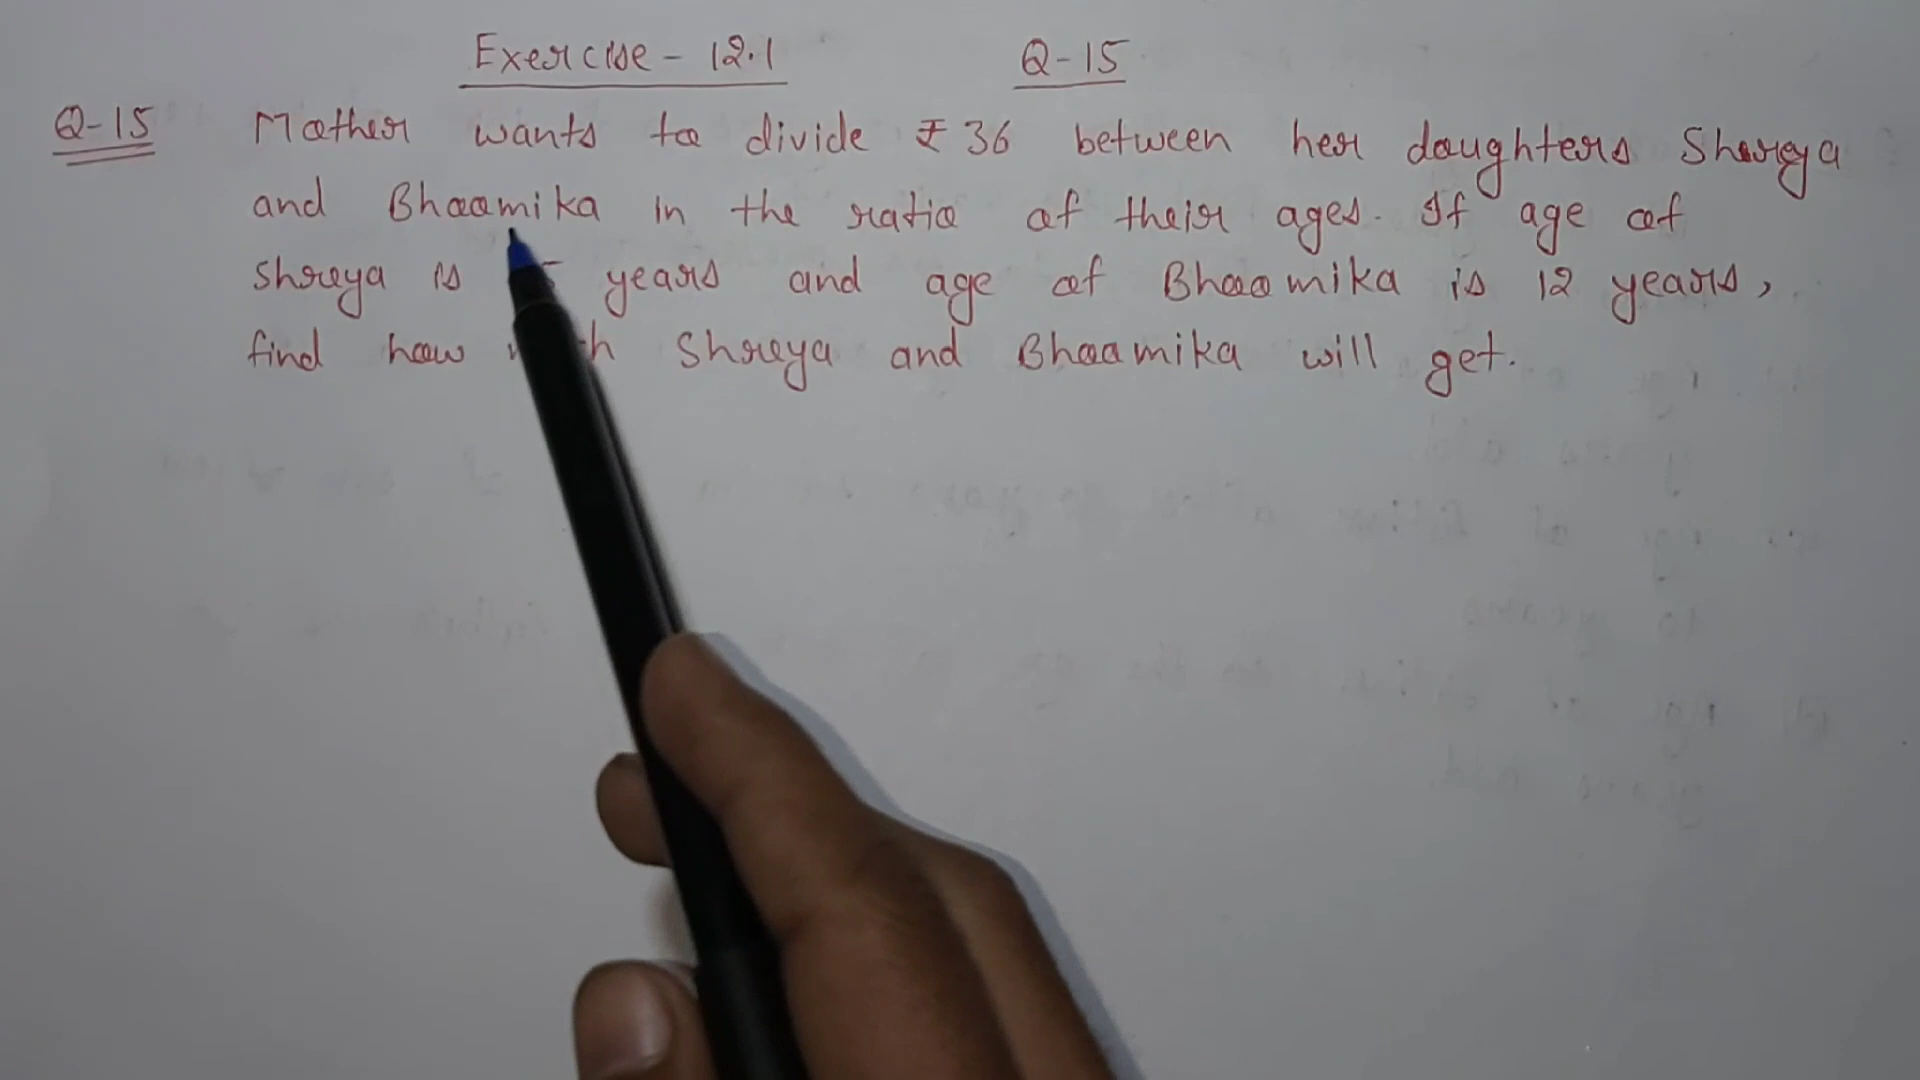 Exercise - 12.1 Q-15
Q-15 Mother wants to divide ₹ 36 between her daughters Shreya
and Bhoomika in the ratio of their ages. If age of
Shreya is years and age of Bhoomika is 12 years,
find how Shreya and Bhoomika will get.